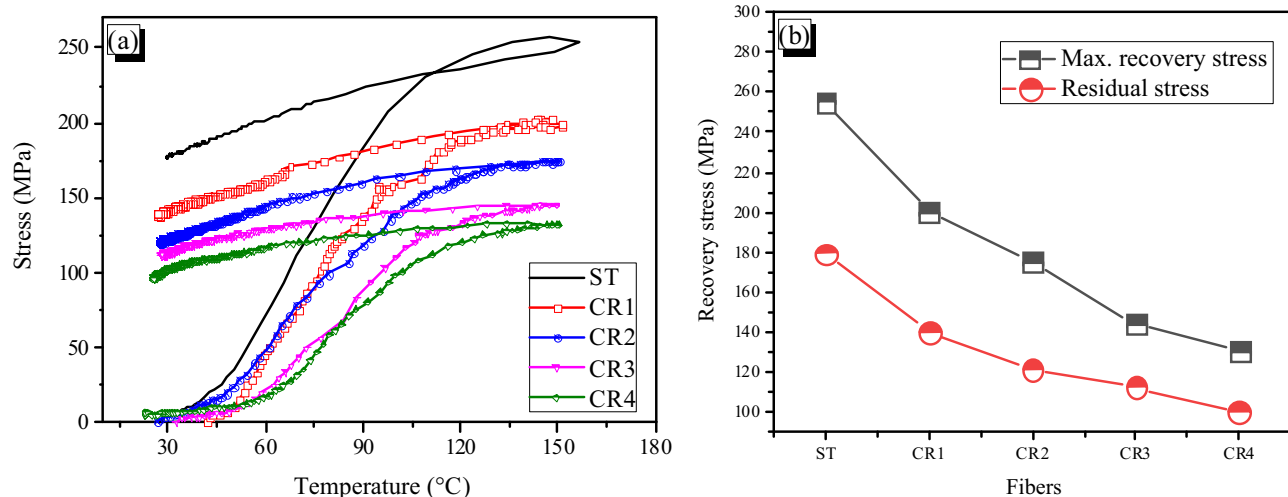 (a)
250
200
150
100
50
0
Stress (MPa)
ST
CR1
CR2
CR3
CR4
30 60 90 120 150 180
Temperature (°C)
(b)
300
280
260
240
220
200
180
160
140
120
100
Recovery stress (MPa)
Max. recovery stress
Residual stress
ST CR1 CR2 CR3 CR4
Fibers